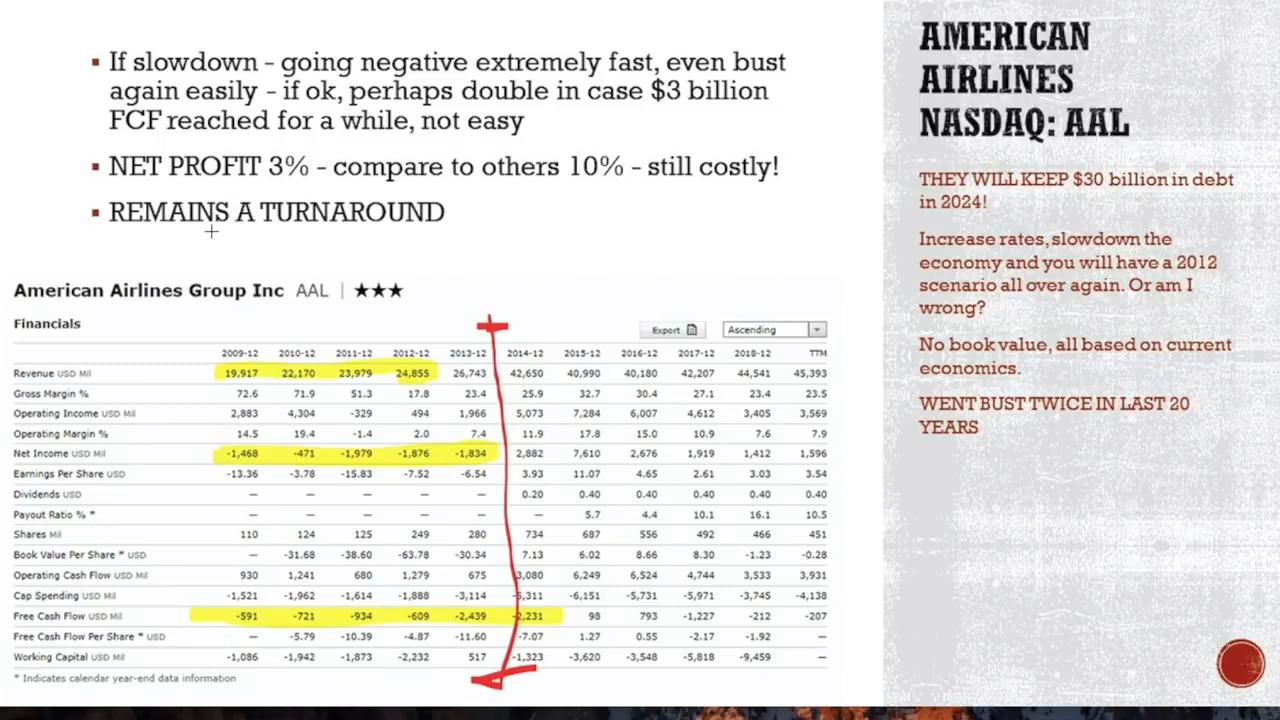 ▪ If slowdown - going negative extremely fast, even bust
again easily - if ok, perhaps double in case $3 billion
FCF reached for a while, not easy
▪ NET PROFIT 3% - compare to others 10% - still costly!
▪ REMAINS A TURNAROUND
AMERICAN
AIRLINES
NASDAQ: AAL
THEY WILL KEEP $30 billion in debt
in 2024!
Increase rates, slowdown the
economy and you will have a 2012
scenario all over again. Or am I
wrong?
No book value, all based on current
economics.
WENT BUST TWICE IN LAST 20
YEARS
American Airlines Group Inc AAL | ★★★
Financials
Export Ascending
2009-12 2010-12 2011-12 2012-12 2013-12 2014-12 2015-12 2016-12 2017-12 2018-12 TTM
Revenue USD Mil 19,917 22,170 23,979 24,855 26,743 42,650 40,990 40,180 42,207 44,541 45,393
Gross Margin % 72.6 71.9 51.3 17.8 23.4 25.9 32.7 30.4 27.1 23.4 23.5
Operating Income USD Mil 2,883 4,304 -329 494 1,966 5,073 7,284 6,007 4,612 3,405 3,569
Operating Margin % 14.5 19.4 -1.4 2.0 7.4 11.9 17.8 15.0 10.9 7.6 7.9
Net Income USD Mil -1,468 -471 -1,979 -1,876 -1,834 2,882 7,610 2,676 1,919 1,412 1,596
Earnings Per Share USD -13.36 -3.78 -15.83 -7.52 -6.54 3.93 11.07 4.65 2.61 3.03 3.54
Dividends USD — — — — — 0.20 0.40 0.40 0.40 0.40 0.40
Payout Ratio % * — — — — — — 5.7 4.4 10.1 16.1 10.5
Shares Mil 110 124 125 249 280 734 687 556 492 466 451
Book Value Per Share * USD — -31.68 -38.60 -63.78 -30.34 7.13 6.02 8.66 8.30 -1.23 -0.28
Operating Cash Flow USD Mil 930 1,241 680 1,279 675 3,080 6,249 6,524 4,744 3,533 3,931
Cap Spending USD Mil -1,521 -1,962 -1,614 -1,888 -3,114 -5,311 -6,151 -5,731 -5,971 -3,745 -4,138
Free Cash Flow USD Mil -591 -721 -934 -609 -2,439 -2,231 98 793 -1,227 -212 -207
Free Cash Flow Per Share * USD — -5.79 -10.39 -4.87 -11.60 -7.07 1.27 0.55 -2.17 -1.92 —
Working Capital USD Mil -1,086 -1,942 -1,873 -2,232 517 -1,323 -3,620 -3,548 -5,818 -9,459 —
* Indicates calendar year-end data information